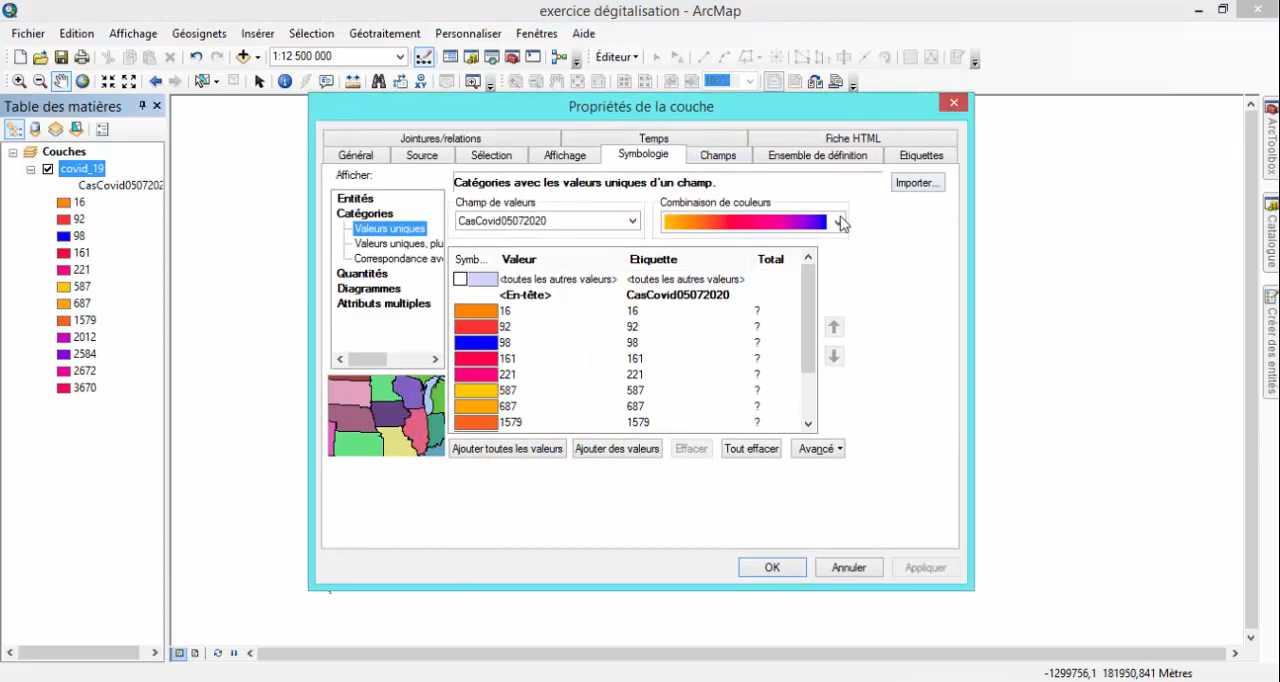 exercice dégitalisation - ArcMap
Fichier Edition Affichage Géosignets Insérer Sélection Géotraitement Personnaliser Fenêtres Aide
1:12 500 000 Éditeur
Table des matières
Couches
covid_19
CasCovid05072020
16
92
98
161
221
587
687
1579
2012
2584
2672
3670
Propriétés de la couche
Jointures/relations Temps Fiche HTML
Général Source Sélection Affichage Symbologie Champs Ensemble de définition Etiquettes
Afficher:
Entités
Catégories
Valeurs uniques
Valeurs uniques, plu
Correspondance ave
Quantités
Diagrammes
Attributs multiples
Catégories avec les valeurs uniques d'un champ.
Importer...
Champ de valeurs
CasCovid05072020
Combinaison de couleurs
Symb... Valeur Etiquette Total
<toutes les autres valeurs> <toutes les autres valeurs>
<En-tête> CasCovid05072020
16 16 ?
92 92 ?
98 98 ?
161 161 ?
221 221 ?
587 587 ?
687 687 ?
1579 1579 ?
Ajouter toutes les valeurs Ajouter des valeurs Effacer Tout effacer Avancé
OK Annuler Appliquer
ArcToolbox
Catalogue
Créer des entités
-1299756,1 181950,841 Mètres